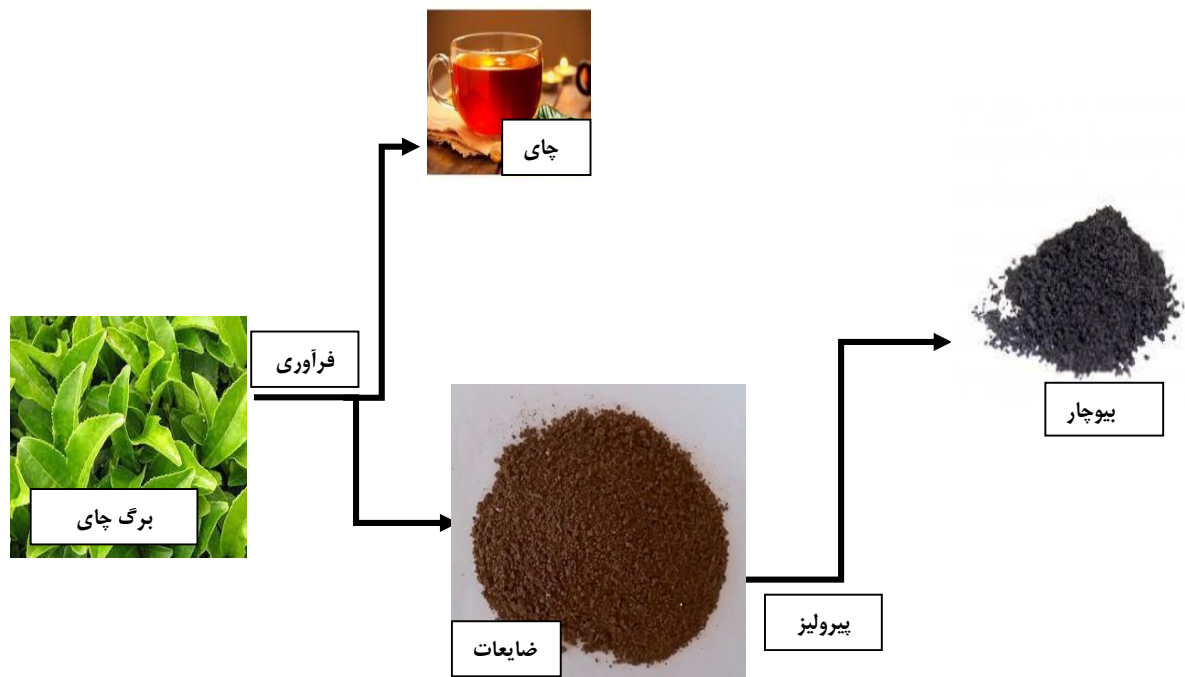 چای
فرآوری
برگ چای
ضایعات
پیرولیز
بیوچار